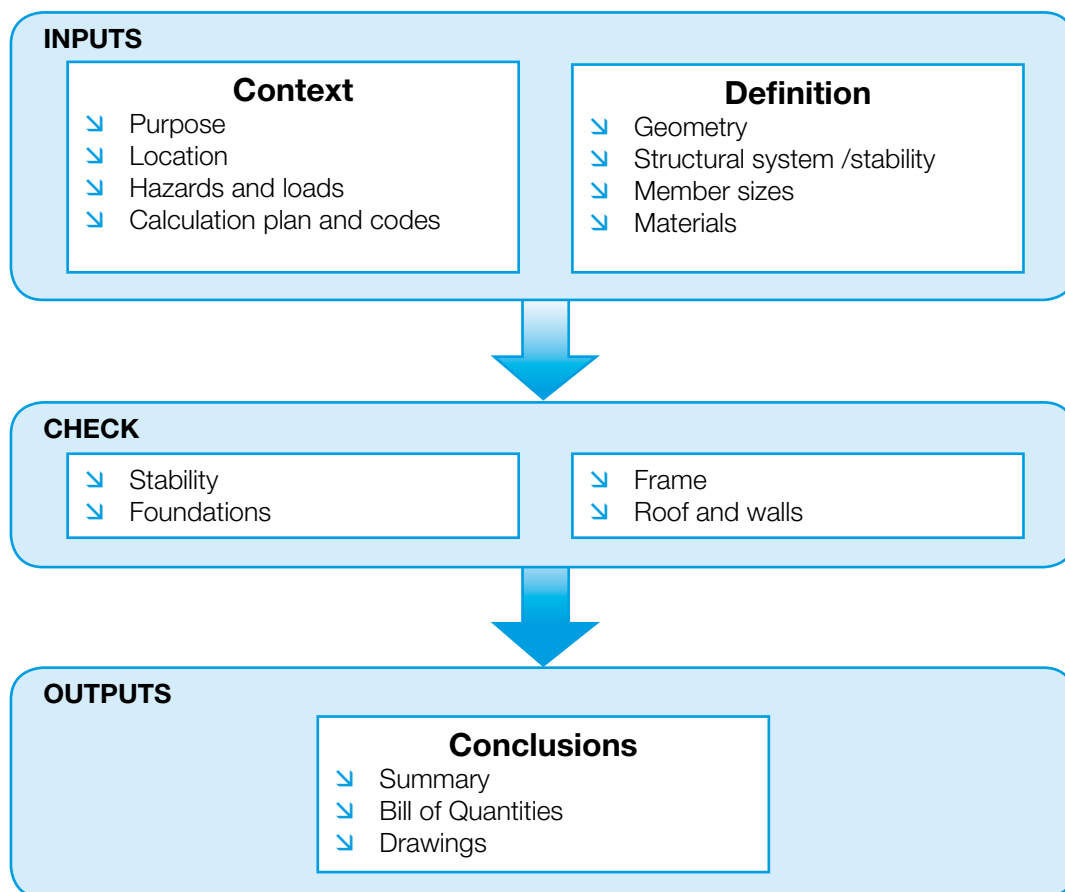 INPUTS
Context
Purpose
Location
Hazards and loads
Calculation plan and codes
Definition
Geometry
Structural system /stability
Member sizes
Materials
CHECK
Stability
Foundations
Frame
Roof and walls
OUTPUTS
Conclusions
Summary
Bill of Quantities
Drawings